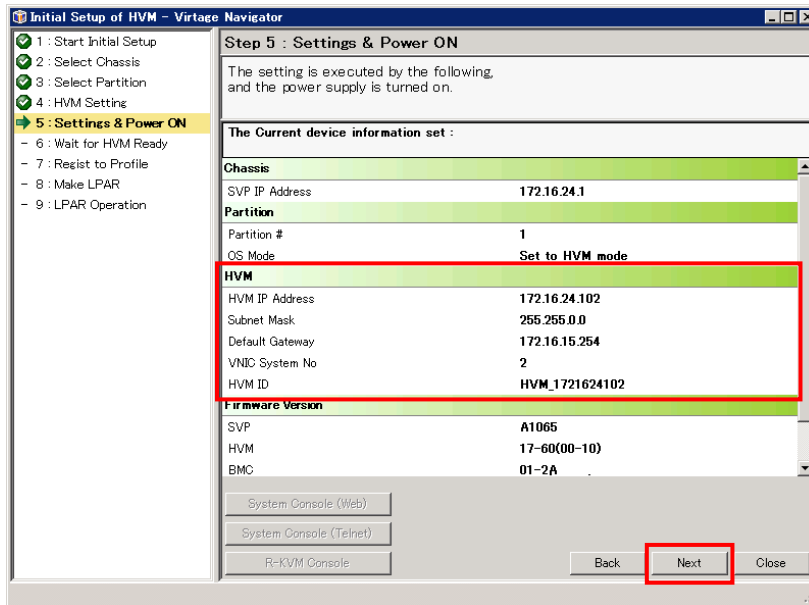 Initial Setup of HVM - Virtage Navigator
1 : Start Initial Setup
2 : Select Chassis
3 : Select Partition
4 : HVM Setting
5 : Settings & Power ON
- 6 : Wait for HVM Ready
- 7 : Regist to Profile
- 8 : Make LPAR
- 9 : LPAR Operation
Step 5 : Settings & Power ON
The setting is executed by the following,
and the power supply is turned on.
The Current device information set :
Chassis
SVP IP Address 172.16.24.1
Partition
Partition # 1
OS Mode Set to HVM mode
HVM
HVM IP Address 172.16.24.102
Subnet Mask 255.255.0.0
Default Gateway 172.16.15.254
VNIC System No 2
HVM ID HVM_1721624102
Firmware Version
SVP A1065
HVM 17-60(00-10)
BMC 01-2A
System Console (Web)
System Console (Telnet)
R-KVM Console
Back Next Close